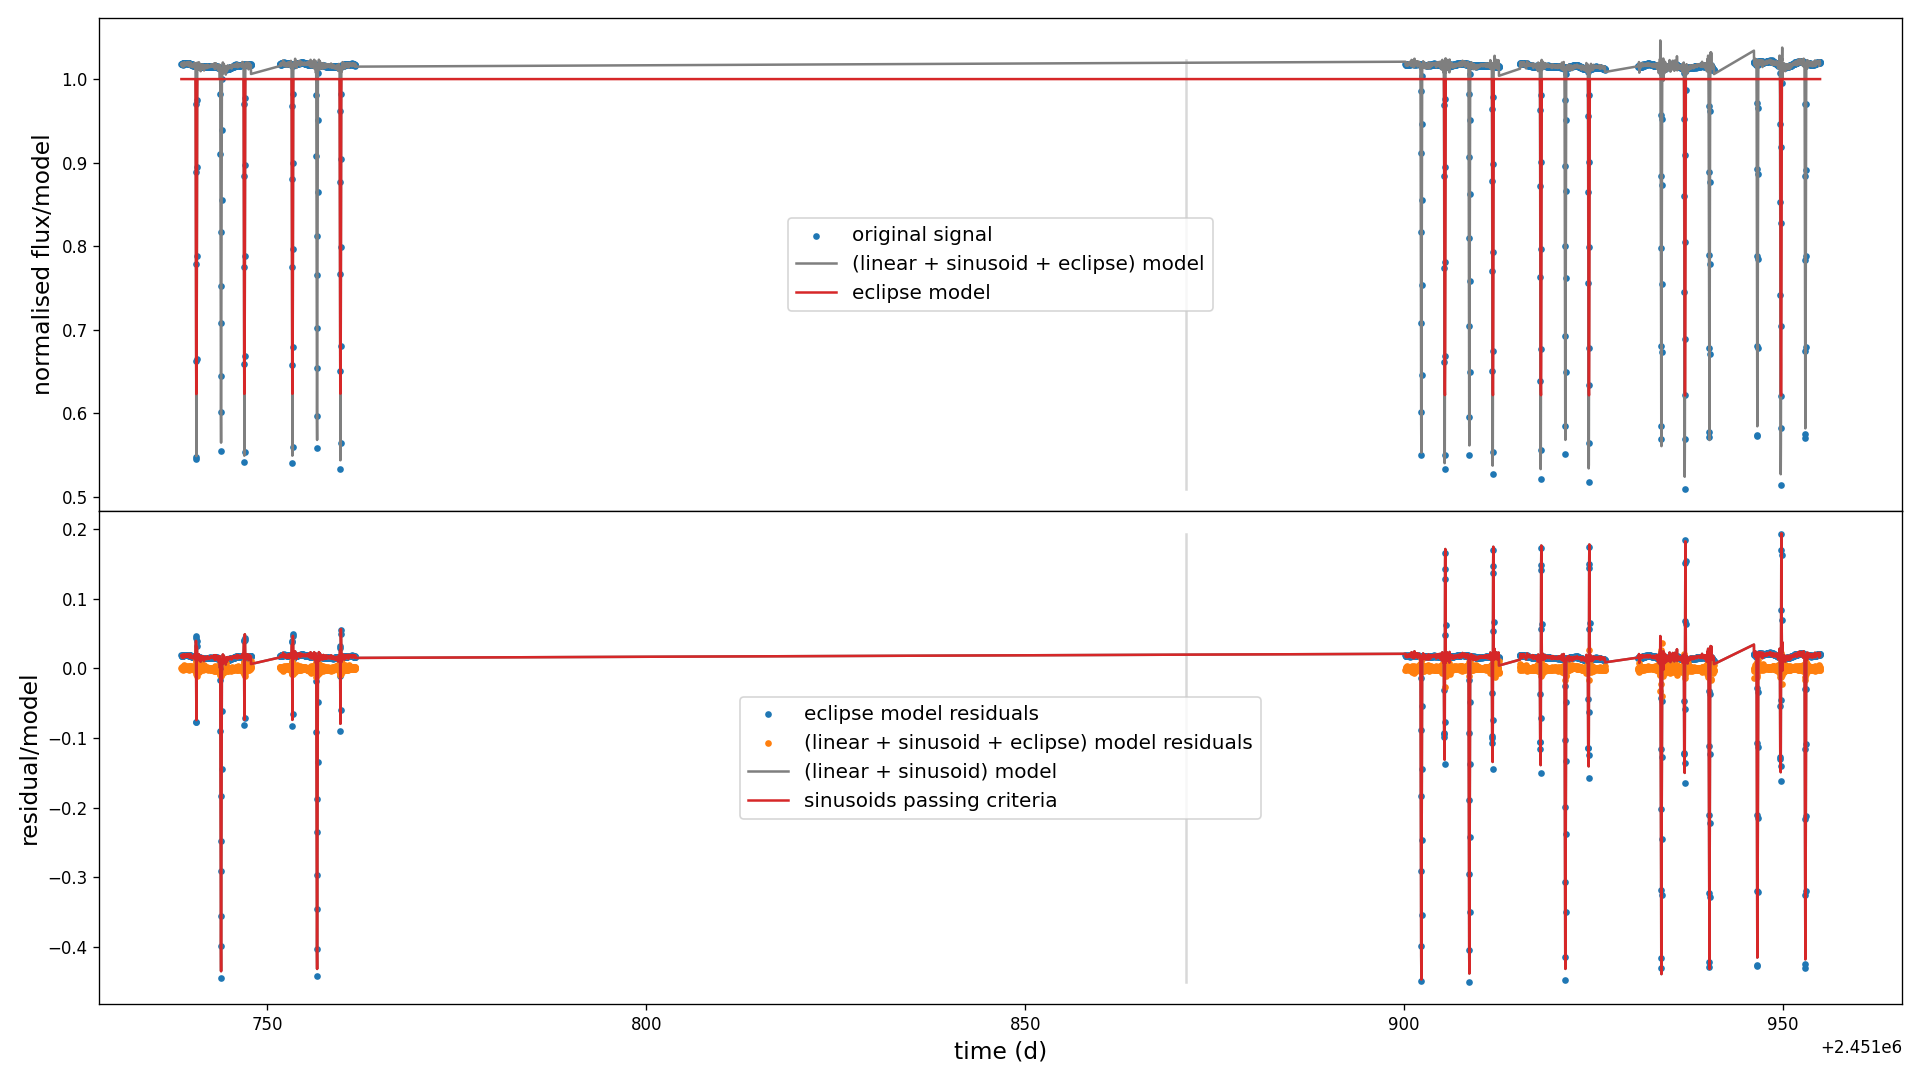 normalised flux/model
1.0
0.9
0.8
0.7
0.6
0.5
original signal
(linear + sinusoid + eclipse) model
eclipse model
residual/model
0.2
0.1
0.0
−0.1
−0.2
−0.3
−0.4
eclipse model residuals
(linear + sinusoid + eclipse) model residuals
(linear + sinusoid) model
sinusoids passing criteria
750 800 850 900 950
time (d)
+2.451e6